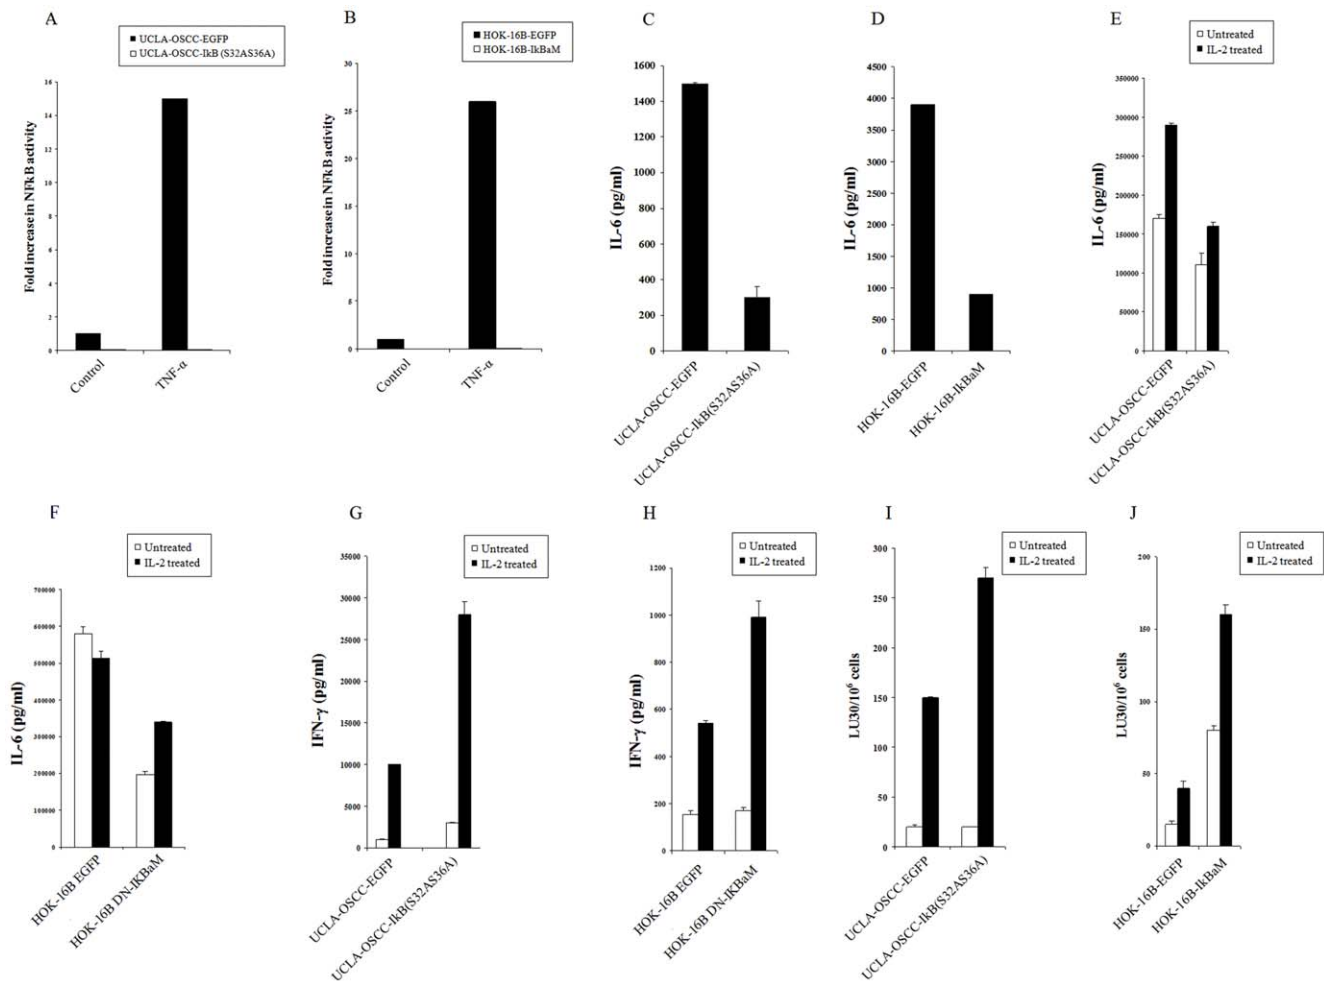 A
UCLA-OSCC-EGFP
UCLA-OSCC-IkB (S32AS36A)
Fold increasein NFkB activity
16
14
12
10
8
6
4
2
0
Control
TNF-α
B
HOK-16B-EGFP
HOK-16B-IkBaM
Fold increasein NFkB activity
30
25
20
15
10
5
0
Control
TNF-α
C
IL-6 (pg/ml)
1600
1400
1200
1000
800
600
400
200
0
UCLA-OSCC-EGFP
UCLA-OSCC-IkB(S32AS36A)
D
IL-6 (pg/ml)
4500
4000
3500
3000
2500
2000
1500
1000
500
0
HOK-16B-EGFP
HOK-16B-IkBaM
E
Untreated
IL-2 treated
IL-6 (pg/ml)
350000
300000
250000
200000
150000
100000
50000
0
UCLA-OSCC-EGFP
UCLA-OSCC-IkB(S32AS36A)
F
Untreated
IL-2 treated
IL-6 (pg/ml)
700000
600000
500000
400000
300000
200000
100000
0
HOK-16B EGFP
HOK-16B DN-IKBaM
G
Untreated
IL-2 treated
IFN-γ (pg/ml)
35000
30000
25000
20000
15000
10000
5000
0
UCLA-OSCC-EGFP
UCLA-OSCC-IkB(S32AS36A)
H
Untreated
IL-2 treated
IFN-γ (pg/ml)
1200
1000
800
600
400
200
0
HOK-16B EGFP
HOK-16B DN-IKBaM
I
Untreated
IL-2 treated
LU30/10⁶ cells
300
250
200
150
100
50
0
UCLA-OSCC-EGFP
UCLA-OSCC-IkB(S32AS36A)
J
Untreated
IL-2 treated
LU30/10⁶ cells
200
150
100
50
0
HOK-16B-EGFP
HOK-16B-IkBaM